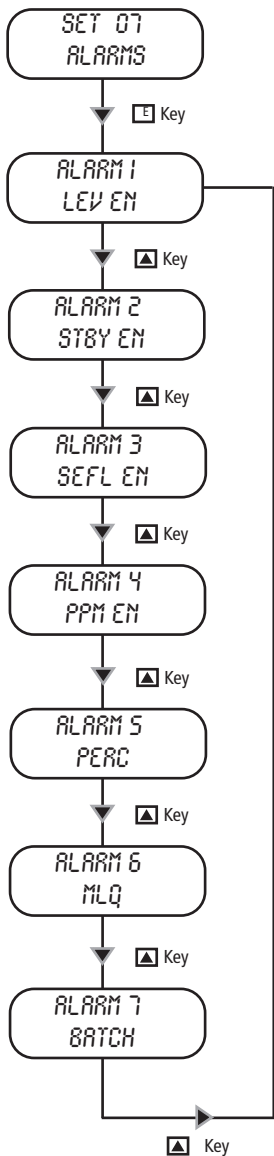 SET 07
ALARMS
E Key
ALARM 1
LEV EN
Key
ALARM 2
STBY EN
Key
ALARM 3
SEFL EN
Key
ALARM 4
PPM EN
Key
ALARM 5
PERC
Key
ALARM 6
MLQ
Key
ALARM 7
BATCH
Key